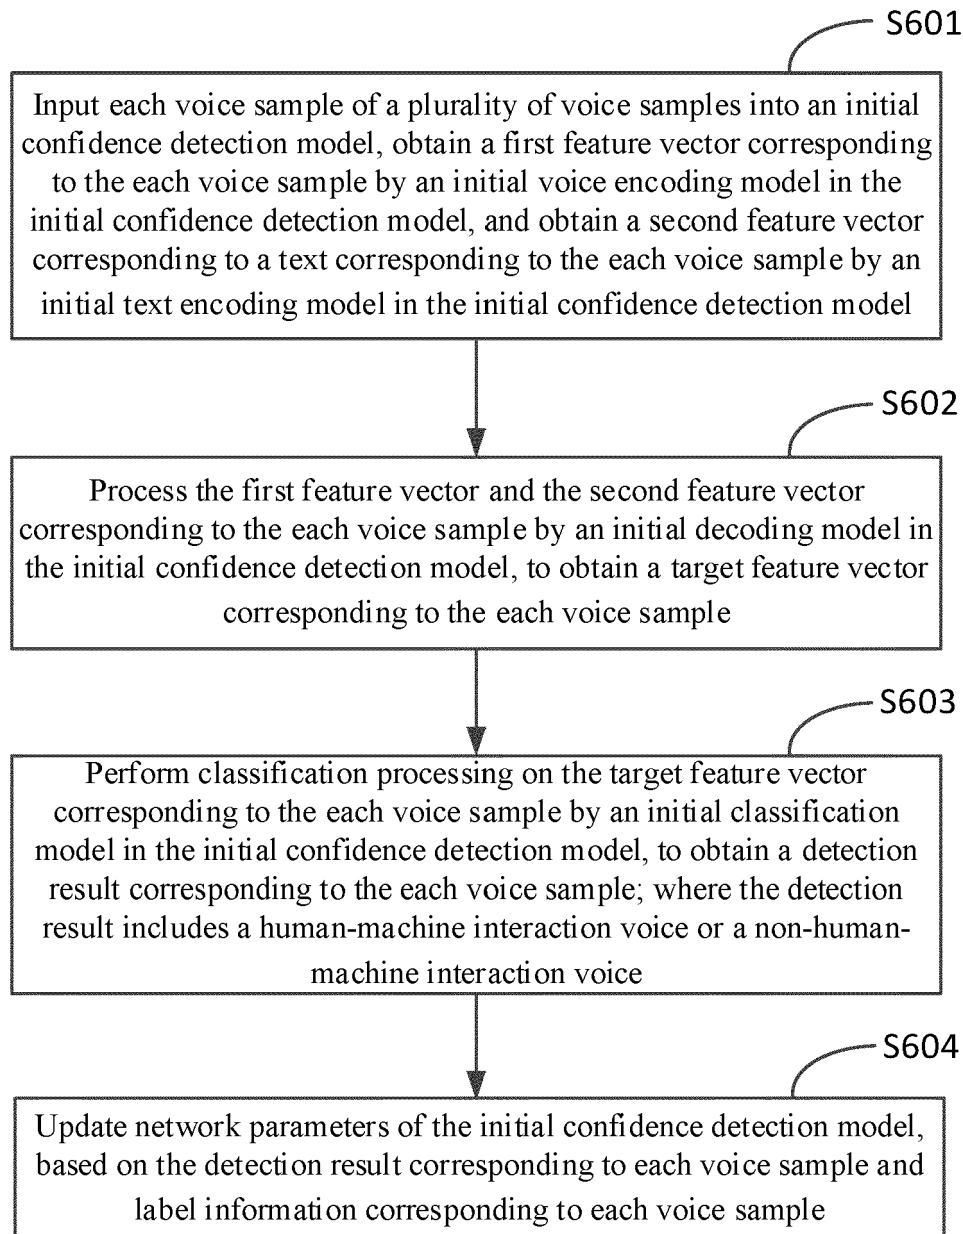 S601
Input each voice sample of a plurality of voice samples into an initial
confidence detection model, obtain a first feature vector corresponding
to the each voice sample by an initial voice encoding model in the
initial confidence detection model, and obtain a second feature vector
corresponding to a text corresponding to the each voice sample by an
initial text encoding model in the initial confidence detection model
S602
Process the first feature vector and the second feature vector
corresponding to the each voice sample by an initial decoding model in
the initial confidence detection model, to obtain a target feature vector
corresponding to the each voice sample
S603
Perform classification processing on the target feature vector
corresponding to the each voice sample by an initial classification
model in the initial confidence detection model, to obtain a detection
result corresponding to the each voice sample; where the detection
result includes a human-machine interaction voice or a non-human-
machine interaction voice
S604
Update network parameters of the initial confidence detection model,
based on the detection result corresponding to each voice sample and
label information corresponding to each voice sample